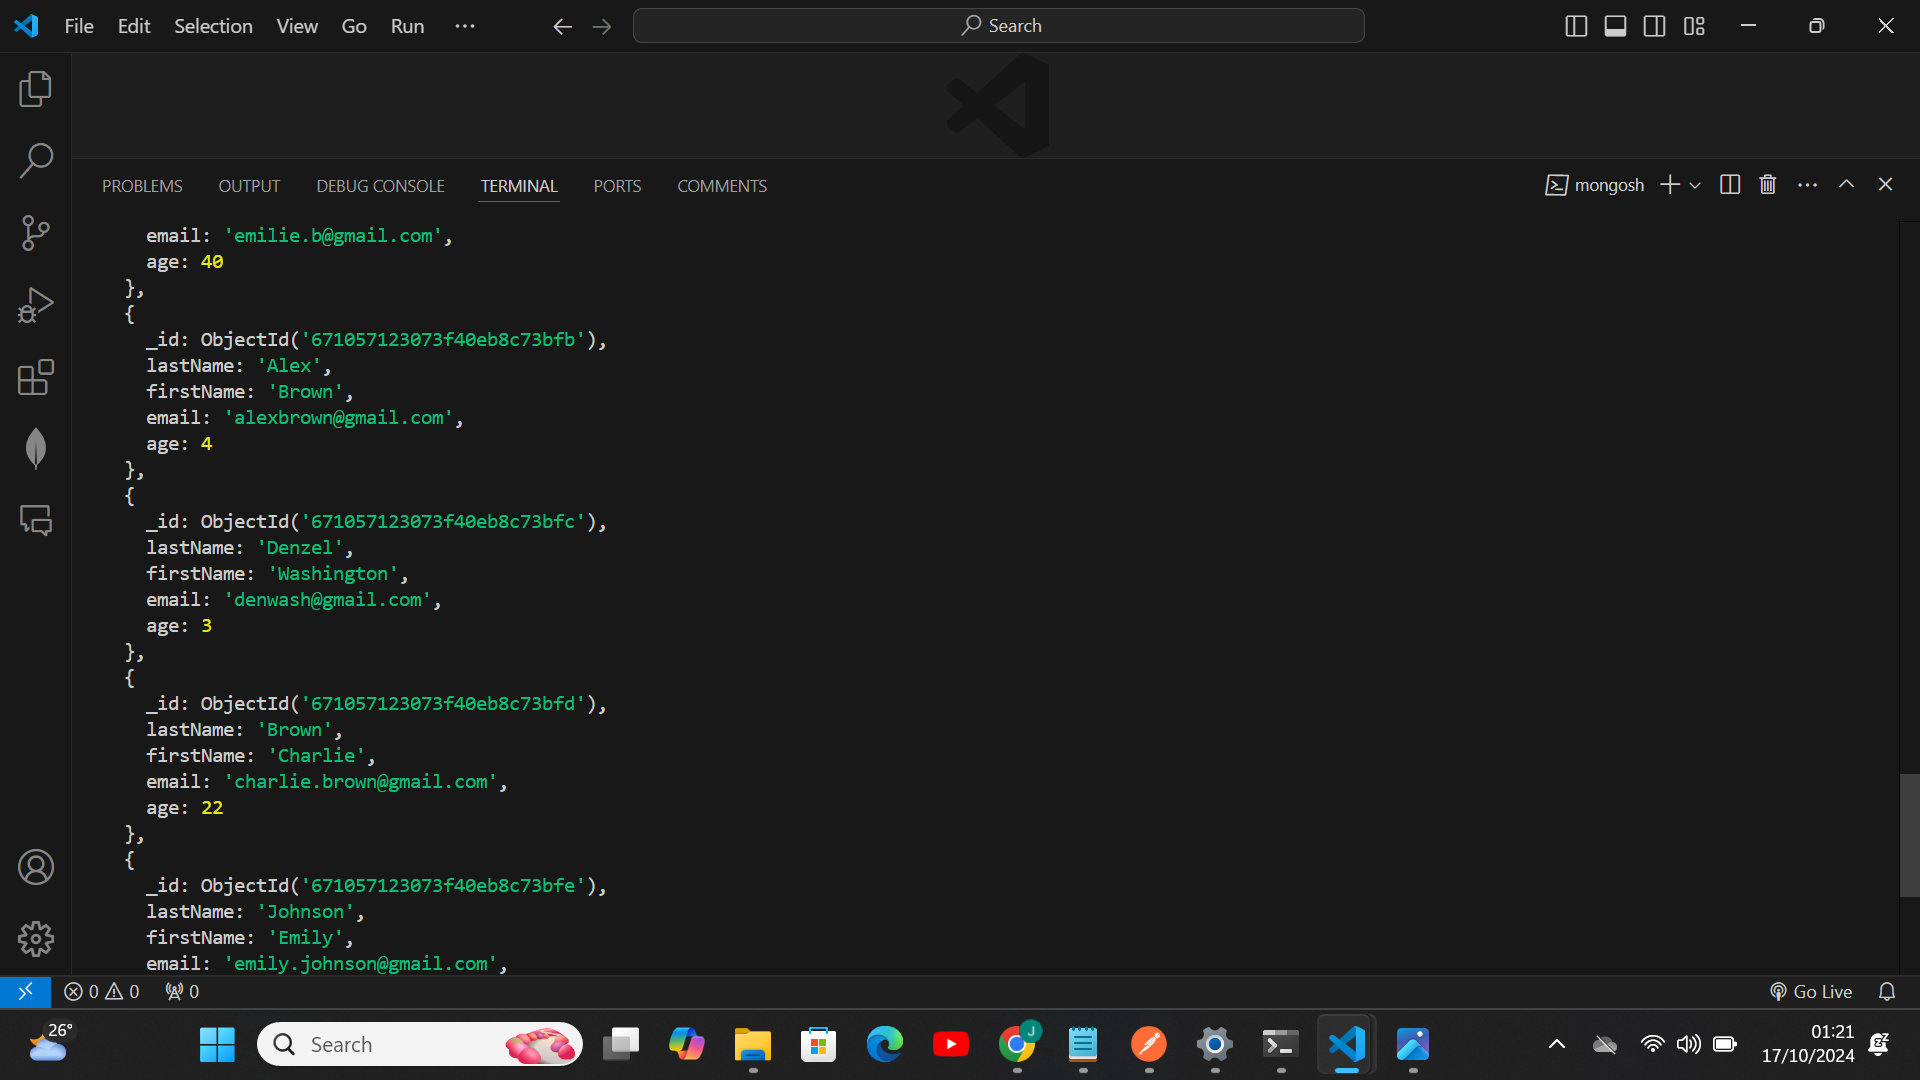 File Edit Selection View Go Run ··· Search
PROBLEMS OUTPUT DEBUG CONSOLE TERMINAL PORTS COMMENTS mongosh
email: 'emilie.b@gmail.com',
age: 40
},
{
_id: ObjectId('671057123073f40eb8c73bfb'),
lastName: 'Alex',
firstName: 'Brown',
email: 'alexbrown@gmail.com',
age: 4
},
{
_id: ObjectId('671057123073f40eb8c73bfc'),
lastName: 'Denzel',
firstName: 'Washington',
email: 'denwash@gmail.com',
age: 3
},
{
_id: ObjectId('671057123073f40eb8c73bfd'),
lastName: 'Brown',
firstName: 'Charlie',
email: 'charlie.brown@gmail.com',
age: 22
},
{
_id: ObjectId('671057123073f40eb8c73bfe'),
lastName: 'Johnson',
firstName: 'Emily',
email: 'emily.johnson@gmail.com',
0 0 0 Go Live
26° Search J 01:21
17/10/2024